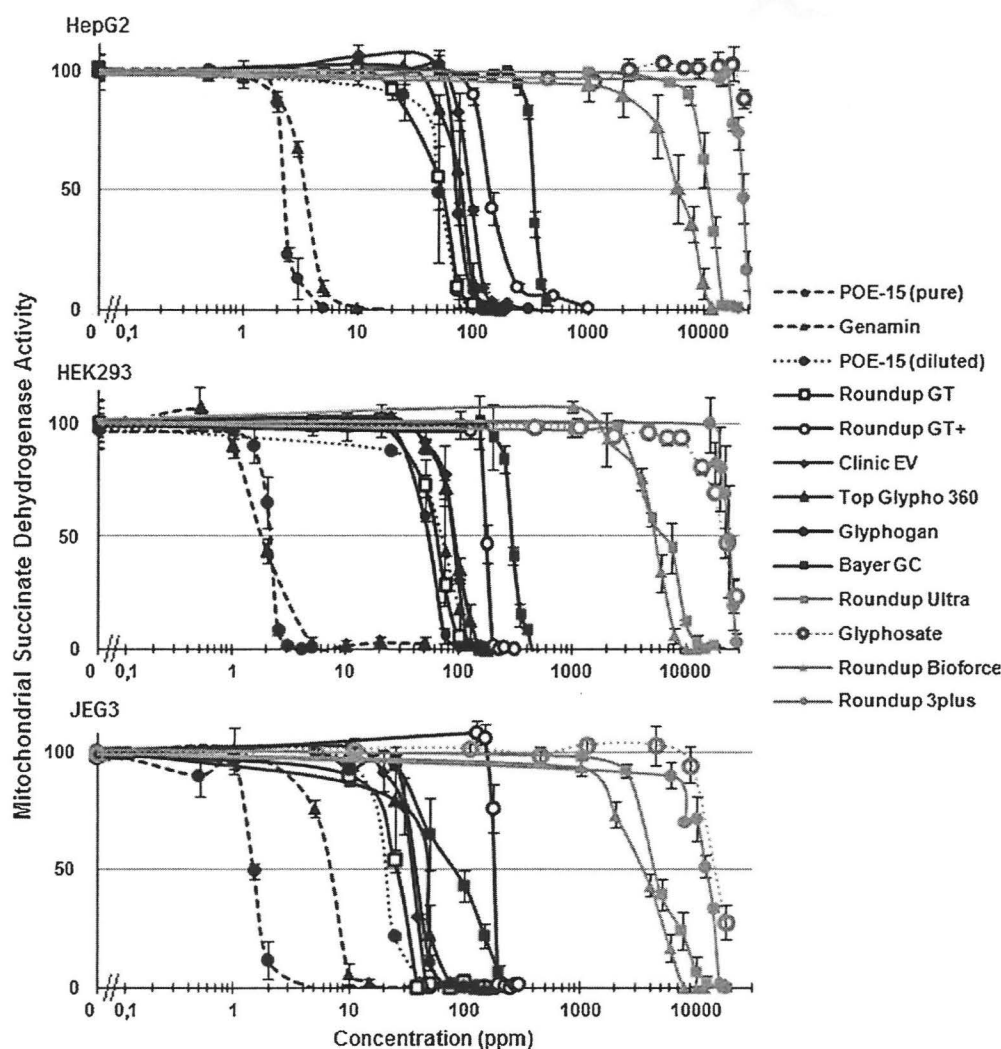 HepG2
100
50
0
0 0,1 1 10 100 1000 10000
HEK293
100
50
0
0 0,1 1 10 100 1000 10000
JEG3
100
50
0
0 0,1 1 10 100 1000 10000
Concentration (ppm)
Mitochondrial Succinate Dehydrogenase Activity
POE-15 (pure)
Genamin
POE-15 (diluted)
Roundup GT
Roundup GT+
Clinic EV
Top Glypho 360
Glyphogan
Bayer GC
Roundup Ultra
Glyphosate
Roundup Bioforce
Roundup 3plus